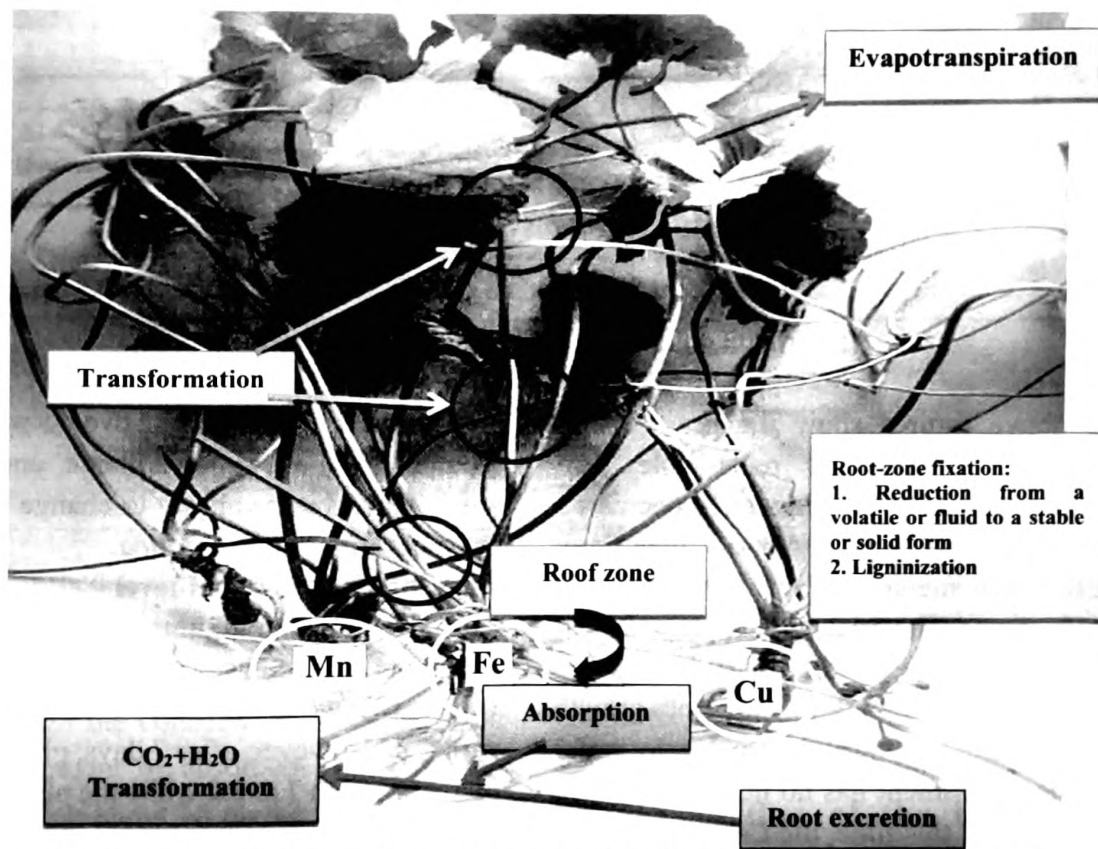 Evapotranspiration
Transformation
Root-zone fixation:
1. Reduction from a
volatile or fluid to a stable
or solid form
2. Ligninization
Roof zone
Mn
Fe
Cu
Absorption
CO₂+H₂O
Transformation
Root excretion